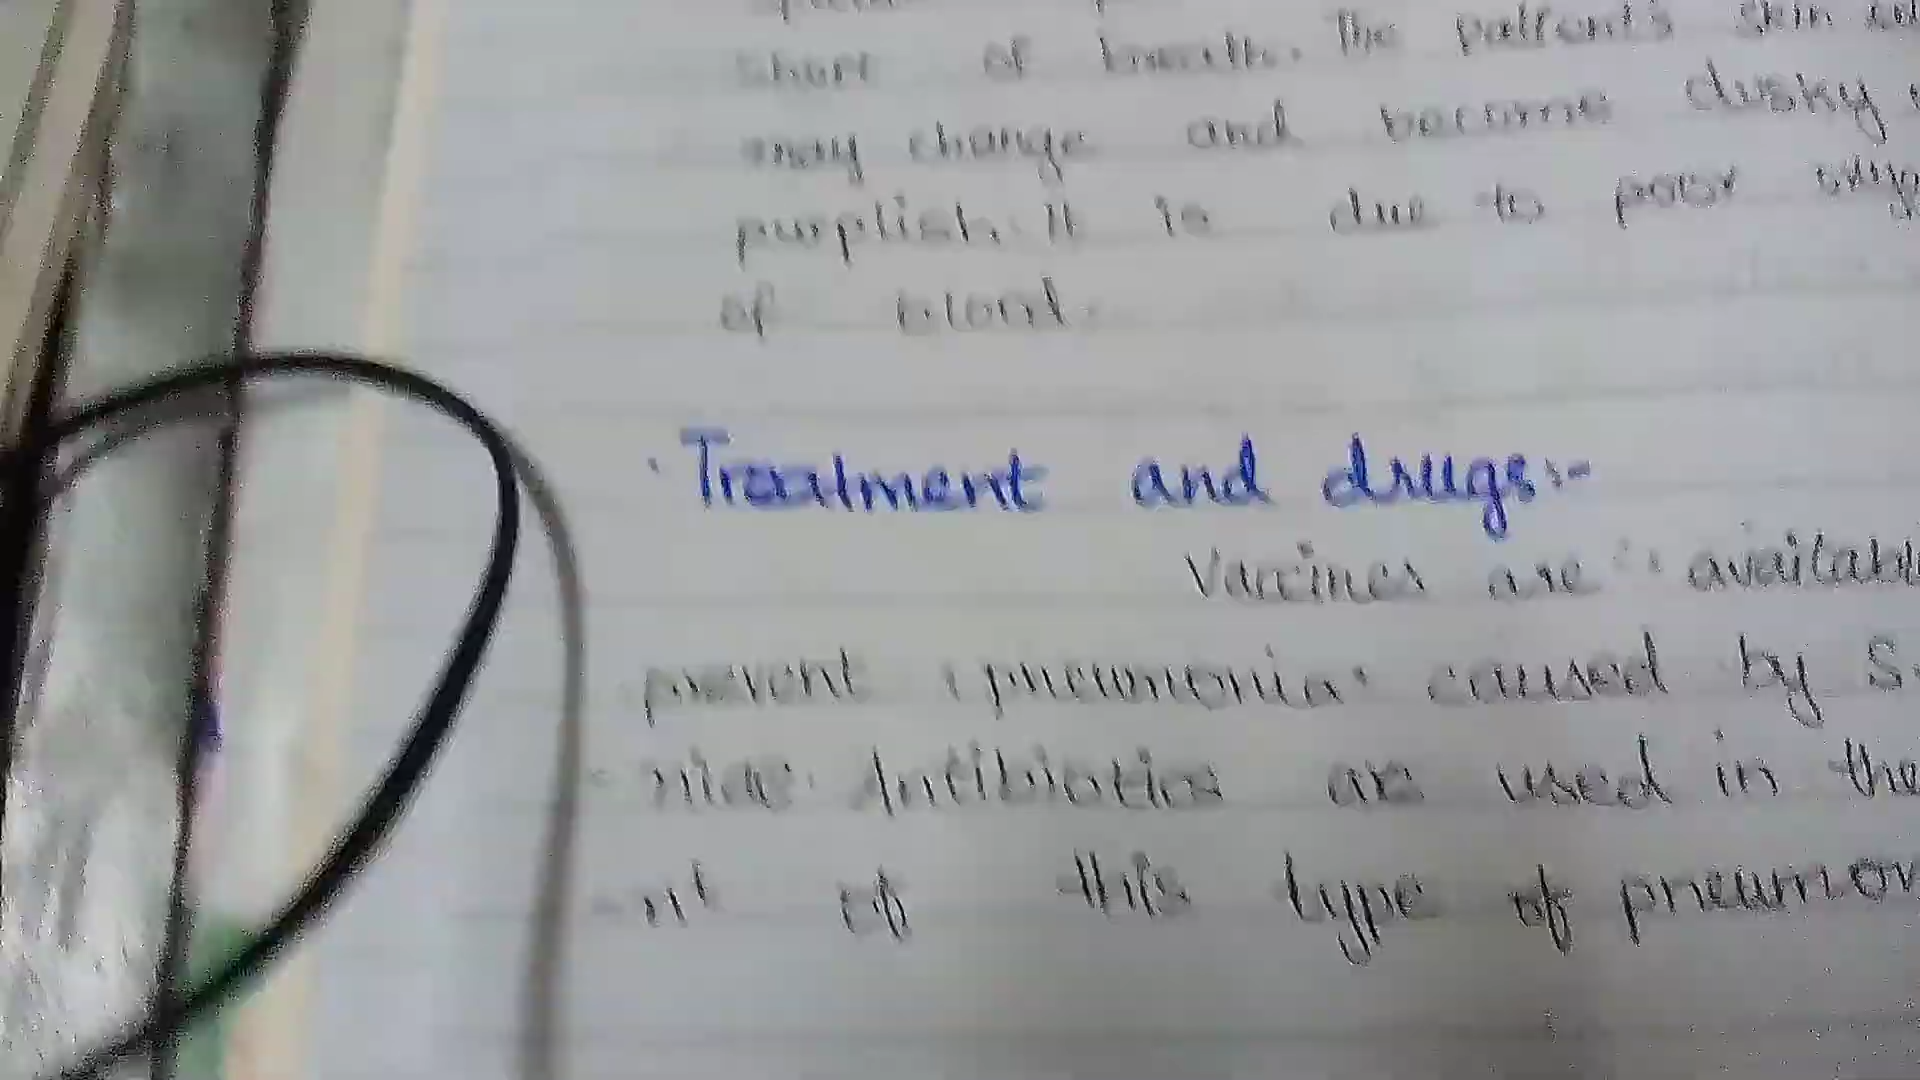 short of breath. The patient's skin
may change and become dusky
purplish. It is due to poor
of blood.
Treatment and drugs:-
Vaccines are
prevent pneumonia caused by S.
Antibiotics are used in the
-nt of this type of